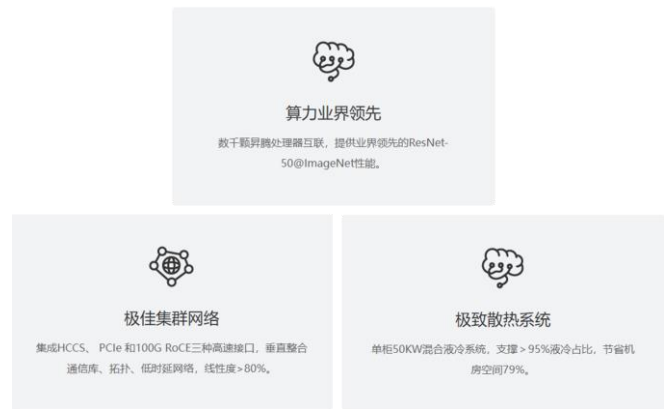 算力业界领先
数千颗昇腾处理器互联，提供业界领先的ResNet-
50@ImageNet性能。
极佳集群网络
集成HCCS、 PCIe 和100G RoCE三种高速接口，垂直整合
通信库、拓扑、低时延网络，线性度>80%。
极致散热系统
单柜50KW混合液冷系统，支撑>95%液冷占比，节省机
房空间79%。